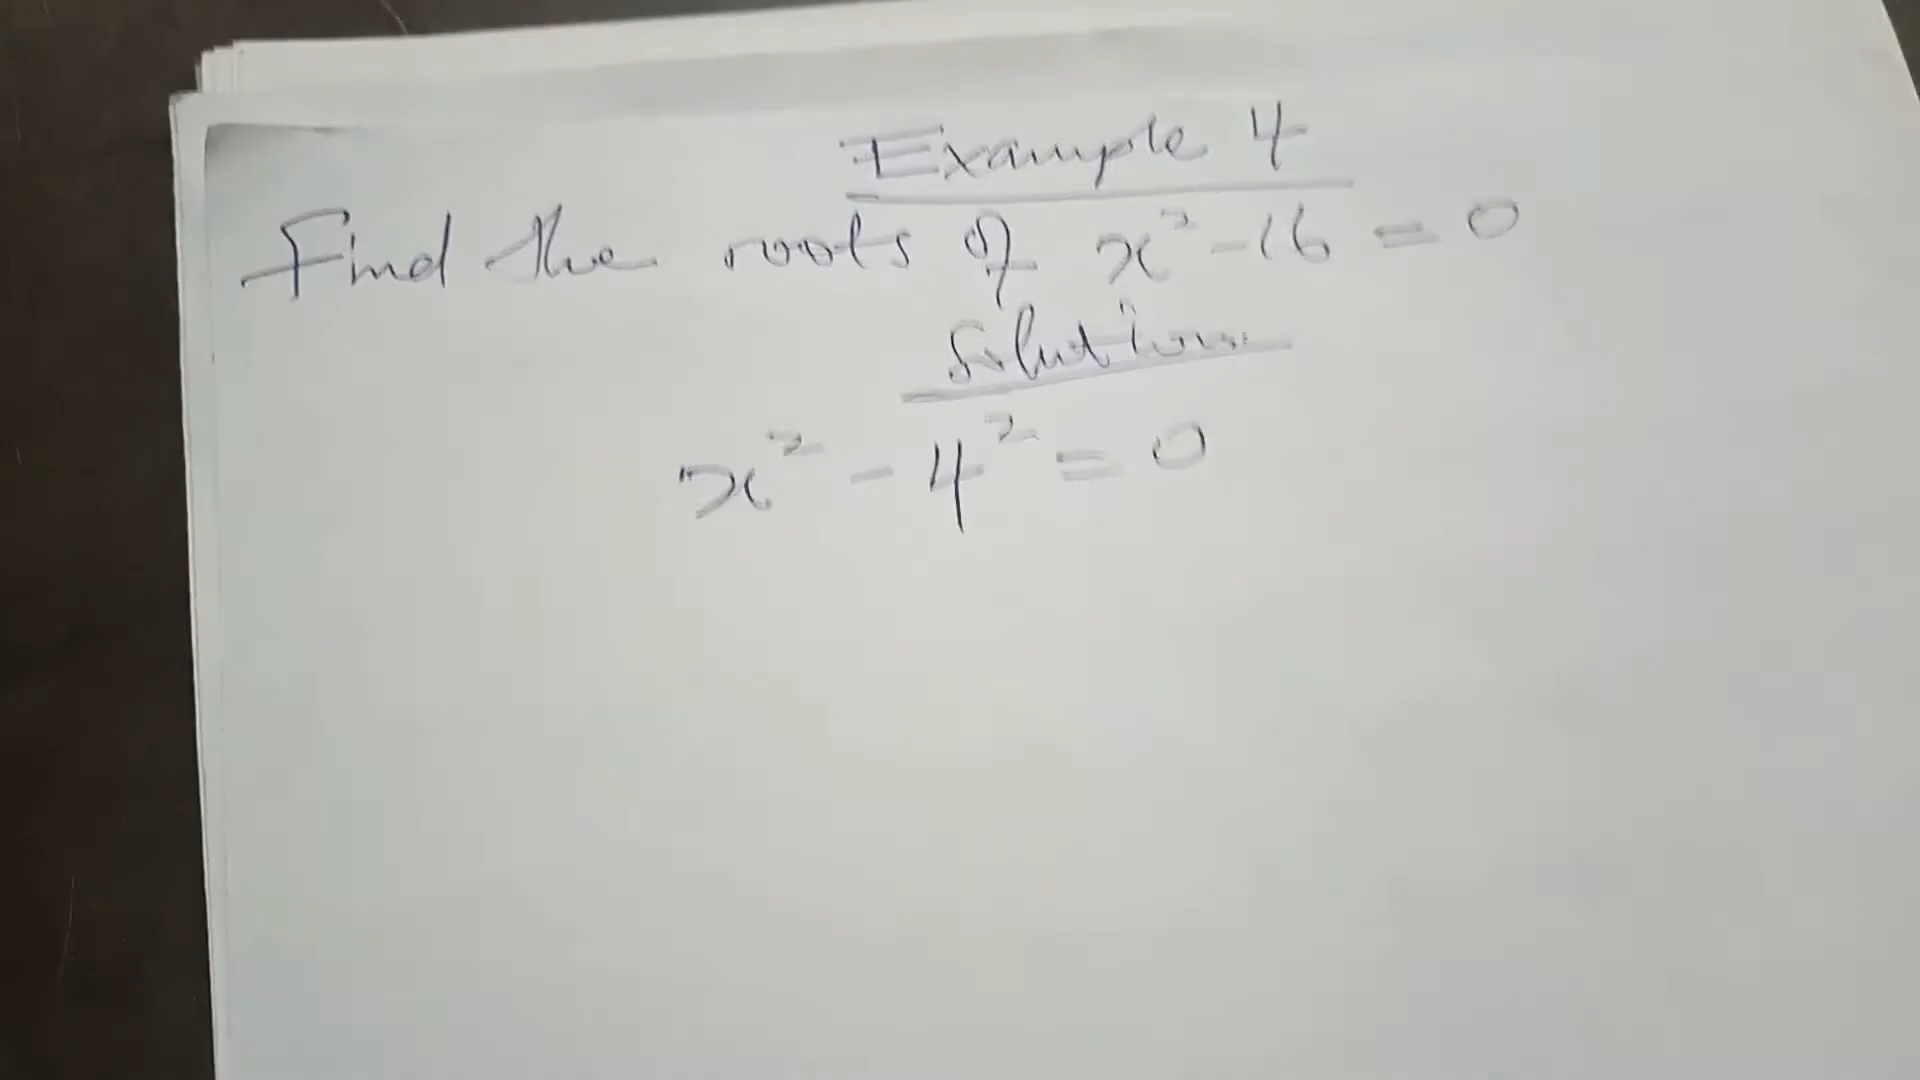 Example 4
Find the roots of x² - 16 = 0
Solution
x² - 4² = 0